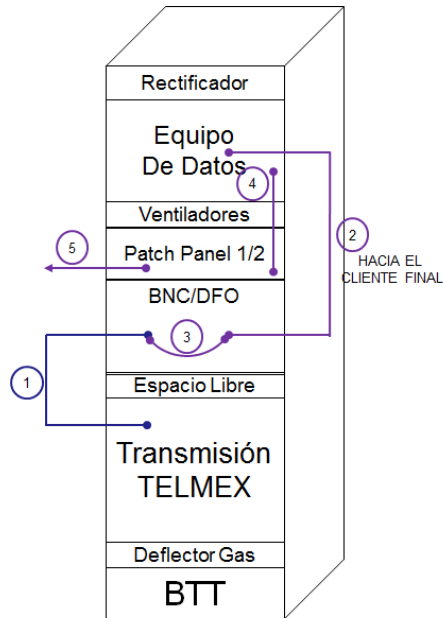 Rectificador
Equipo
De Datos
4
Ventiladores
5
Patch Panel 1/2
2
HACIA EL
CLIENTE FINAL
BNC/DFO
3
1
Espacio Libre
Transmisión
TELMEX
Deflector Gas
BTT